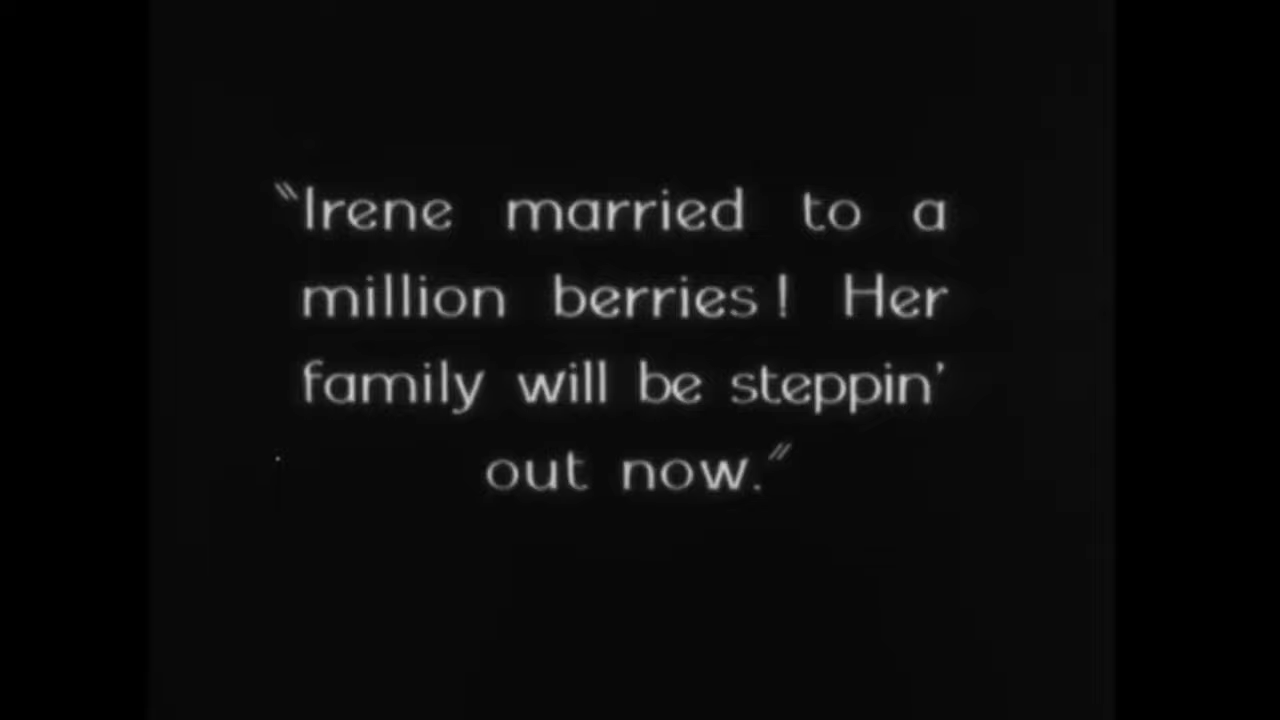 "Irene married to a
million berries! Her
family will be steppin'
out now."